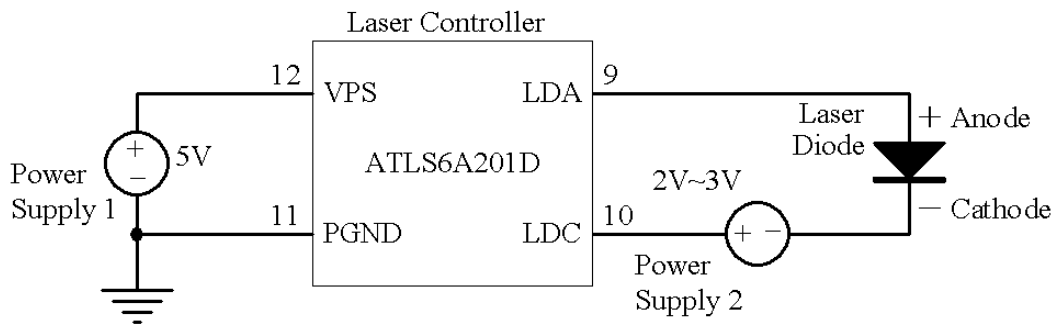 Laser Controller
12
VPS
LDA
9
+ Anode
Laser
Diode
+
−
5V
Power
Supply 1
ATLS6A201D
2V~3V
− Cathode
11
PGND
LDC
10
+ −
Power
Supply 2